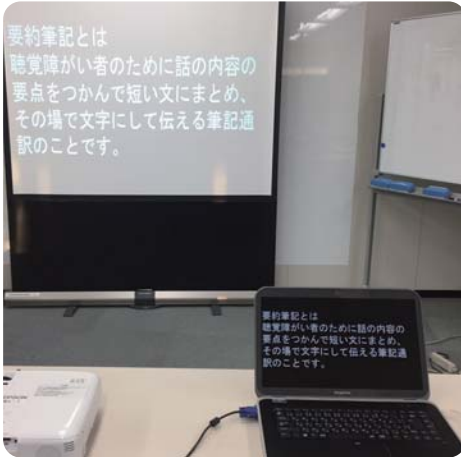 要約筆記とは
聴覚障がい者のために話の内容の
要点をつかんで短い文にまとめ、
その場で文字にして伝える筆記通
訳のことです。
要約筆記とは
聴覚障がい者のために話の内容の
要点をつかんで短い文にまとめ、
その場で文字にして伝える筆記通
訳のことです。